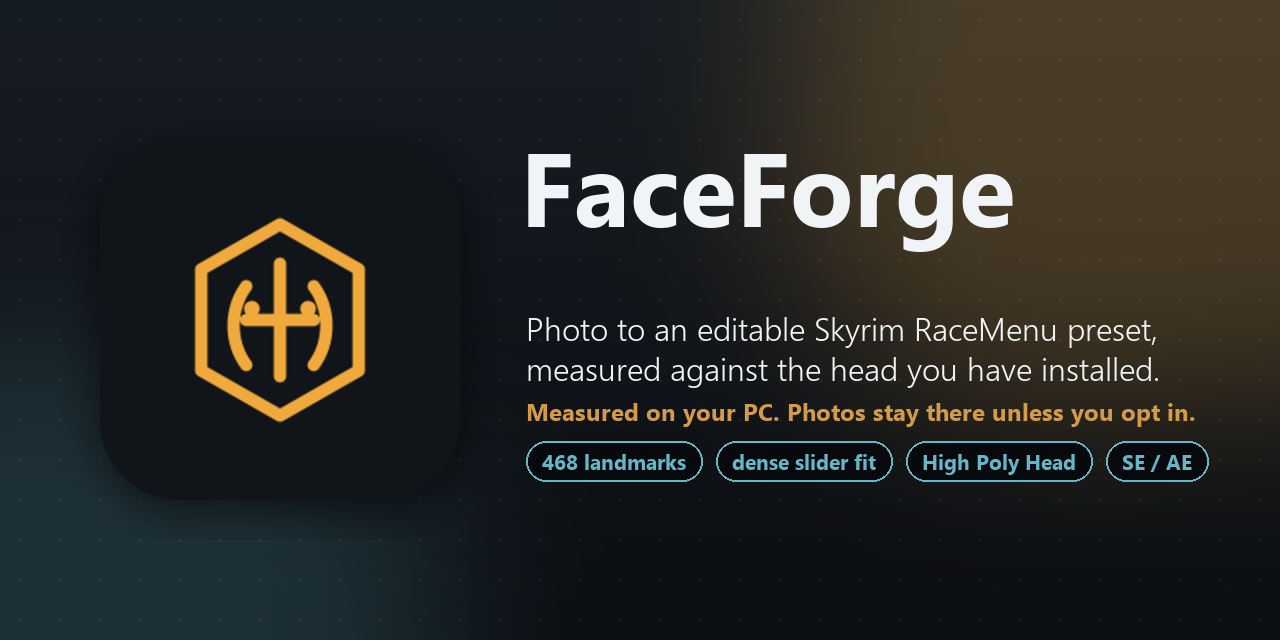 FaceForge
Photo to an editable Skyrim RaceMenu preset,
measured against the head you have installed.
Measured on your PC. Photos stay there unless you opt in.
468 landmarks
dense slider fit
High Poly Head
SE / AE